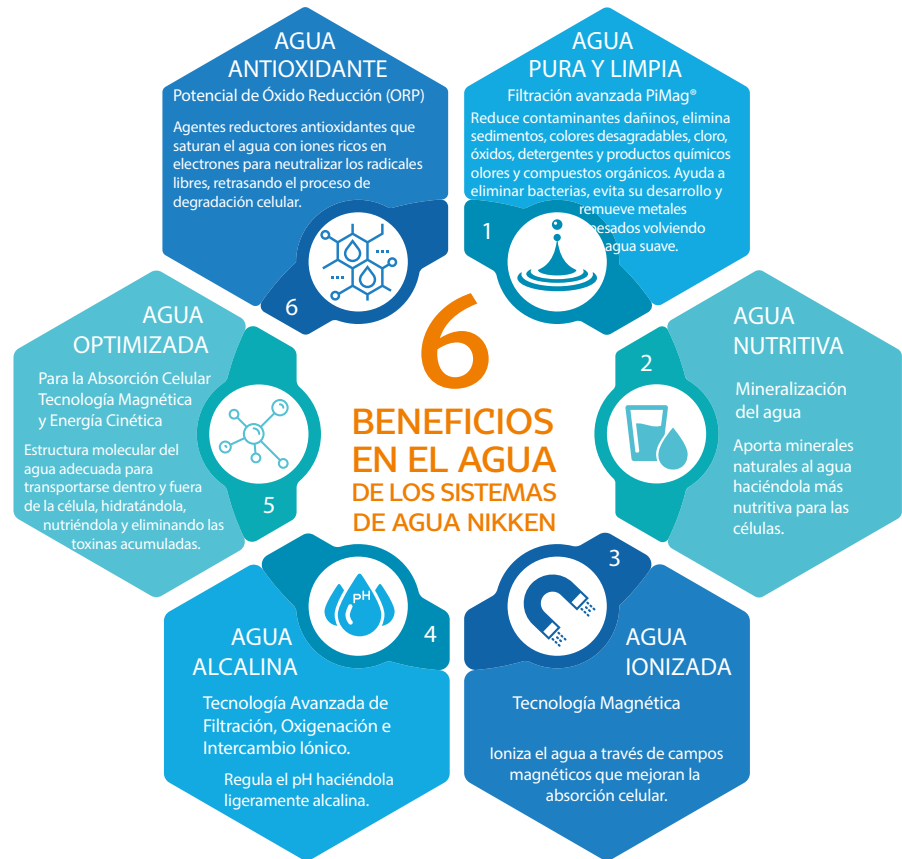 6
BENEFICIOS
EN EL AGUA
DE LOS SISTEMAS
DE AGUA NIKKEN
AGUA
PURA Y LIMPIA
Filtración avanzada PiMag®
Reduce contaminantes dañinos, elimina
sedimentos, colores desagradables, cloro,
óxidos, detergentes y productos químicos
olores y compuestos orgánicos. Ayuda a
eliminar bacterias, evita su desarrollo y
remueve metales
pesados volviendo
agua suave.
1
AGUA
NUTRITIVA
Mineralización
del agua
Aporta minerales
naturales al agua
haciéndola más
nutritiva para las
células.
2
3
AGUA
IONIZADA
Tecnología Magnética
Ioniza el agua a través de campos
magnéticos que mejoran la
absorción celular.
PH
4
AGUA
ALCALINA
Tecnología Avanzada de
Filtración, Oxigenación e
Intercambio Iónico.
Regula el pH haciéndola
ligeramente alcalina.
AGUA
OPTIMIZADA
Para la Absorción Celular
Tecnología Magnética
y Energía Cinética
Estructura molecular del
agua adecuada para
transportarse dentro y fuera
de la célula, hidratándola,
nutriéndola y eliminando las
toxinas acumuladas.
5
AGUA
ANTIOXIDANTE
Potencial de Óxido Reducción (ORP)
Agentes reductores antioxidantes que
saturan el agua con iones ricos en
electrones para neutralizar los radicales
libres, retrasando el proceso de
degradación celular.
6